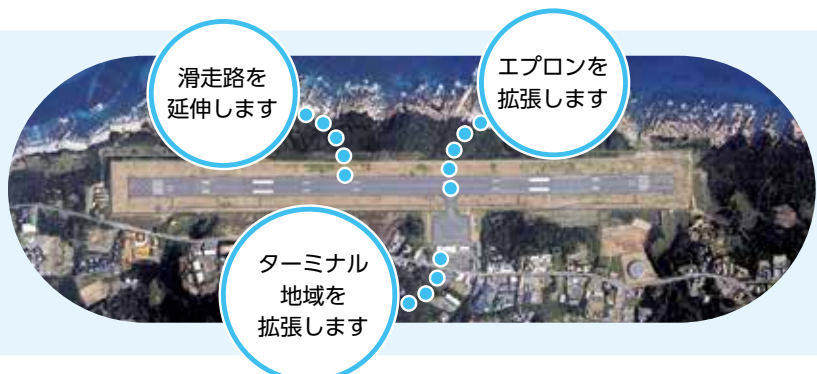 滑走路を
延伸します
エプロンを
拡張します
ターミナル
地域を
拡張します